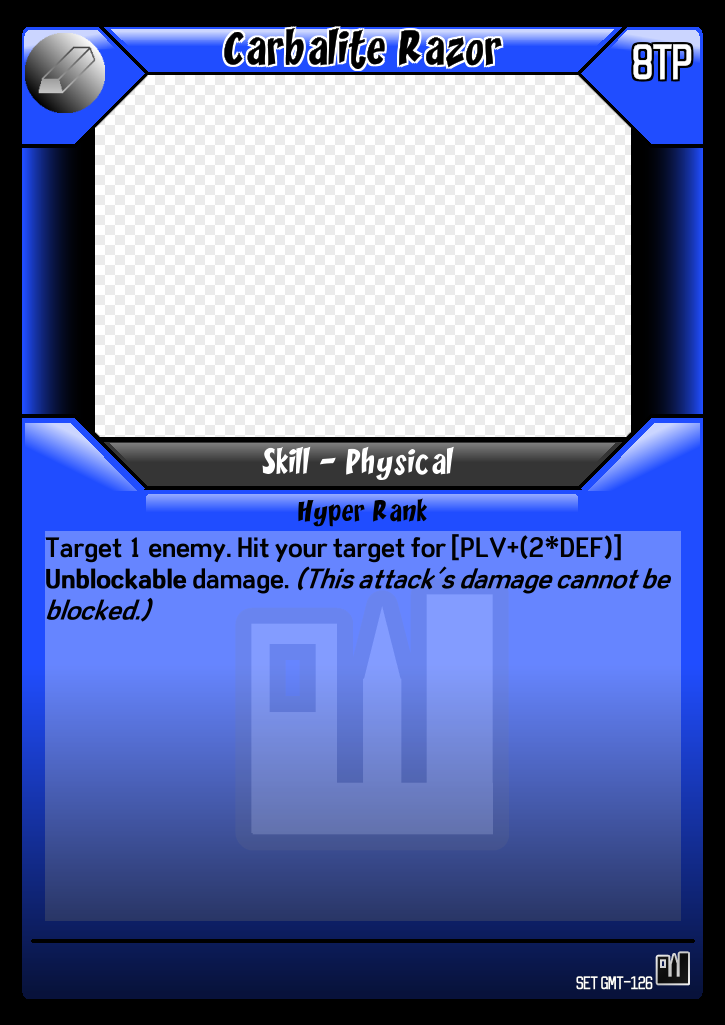 Carbalite Razor
8TP
Skill - Physical
Hyper Rank
Target 1 enemy. Hit your target for [PLV+(2*DEF)]
Unblockable damage. (This attack's damage cannot be
blocked.)
SET GMT-126